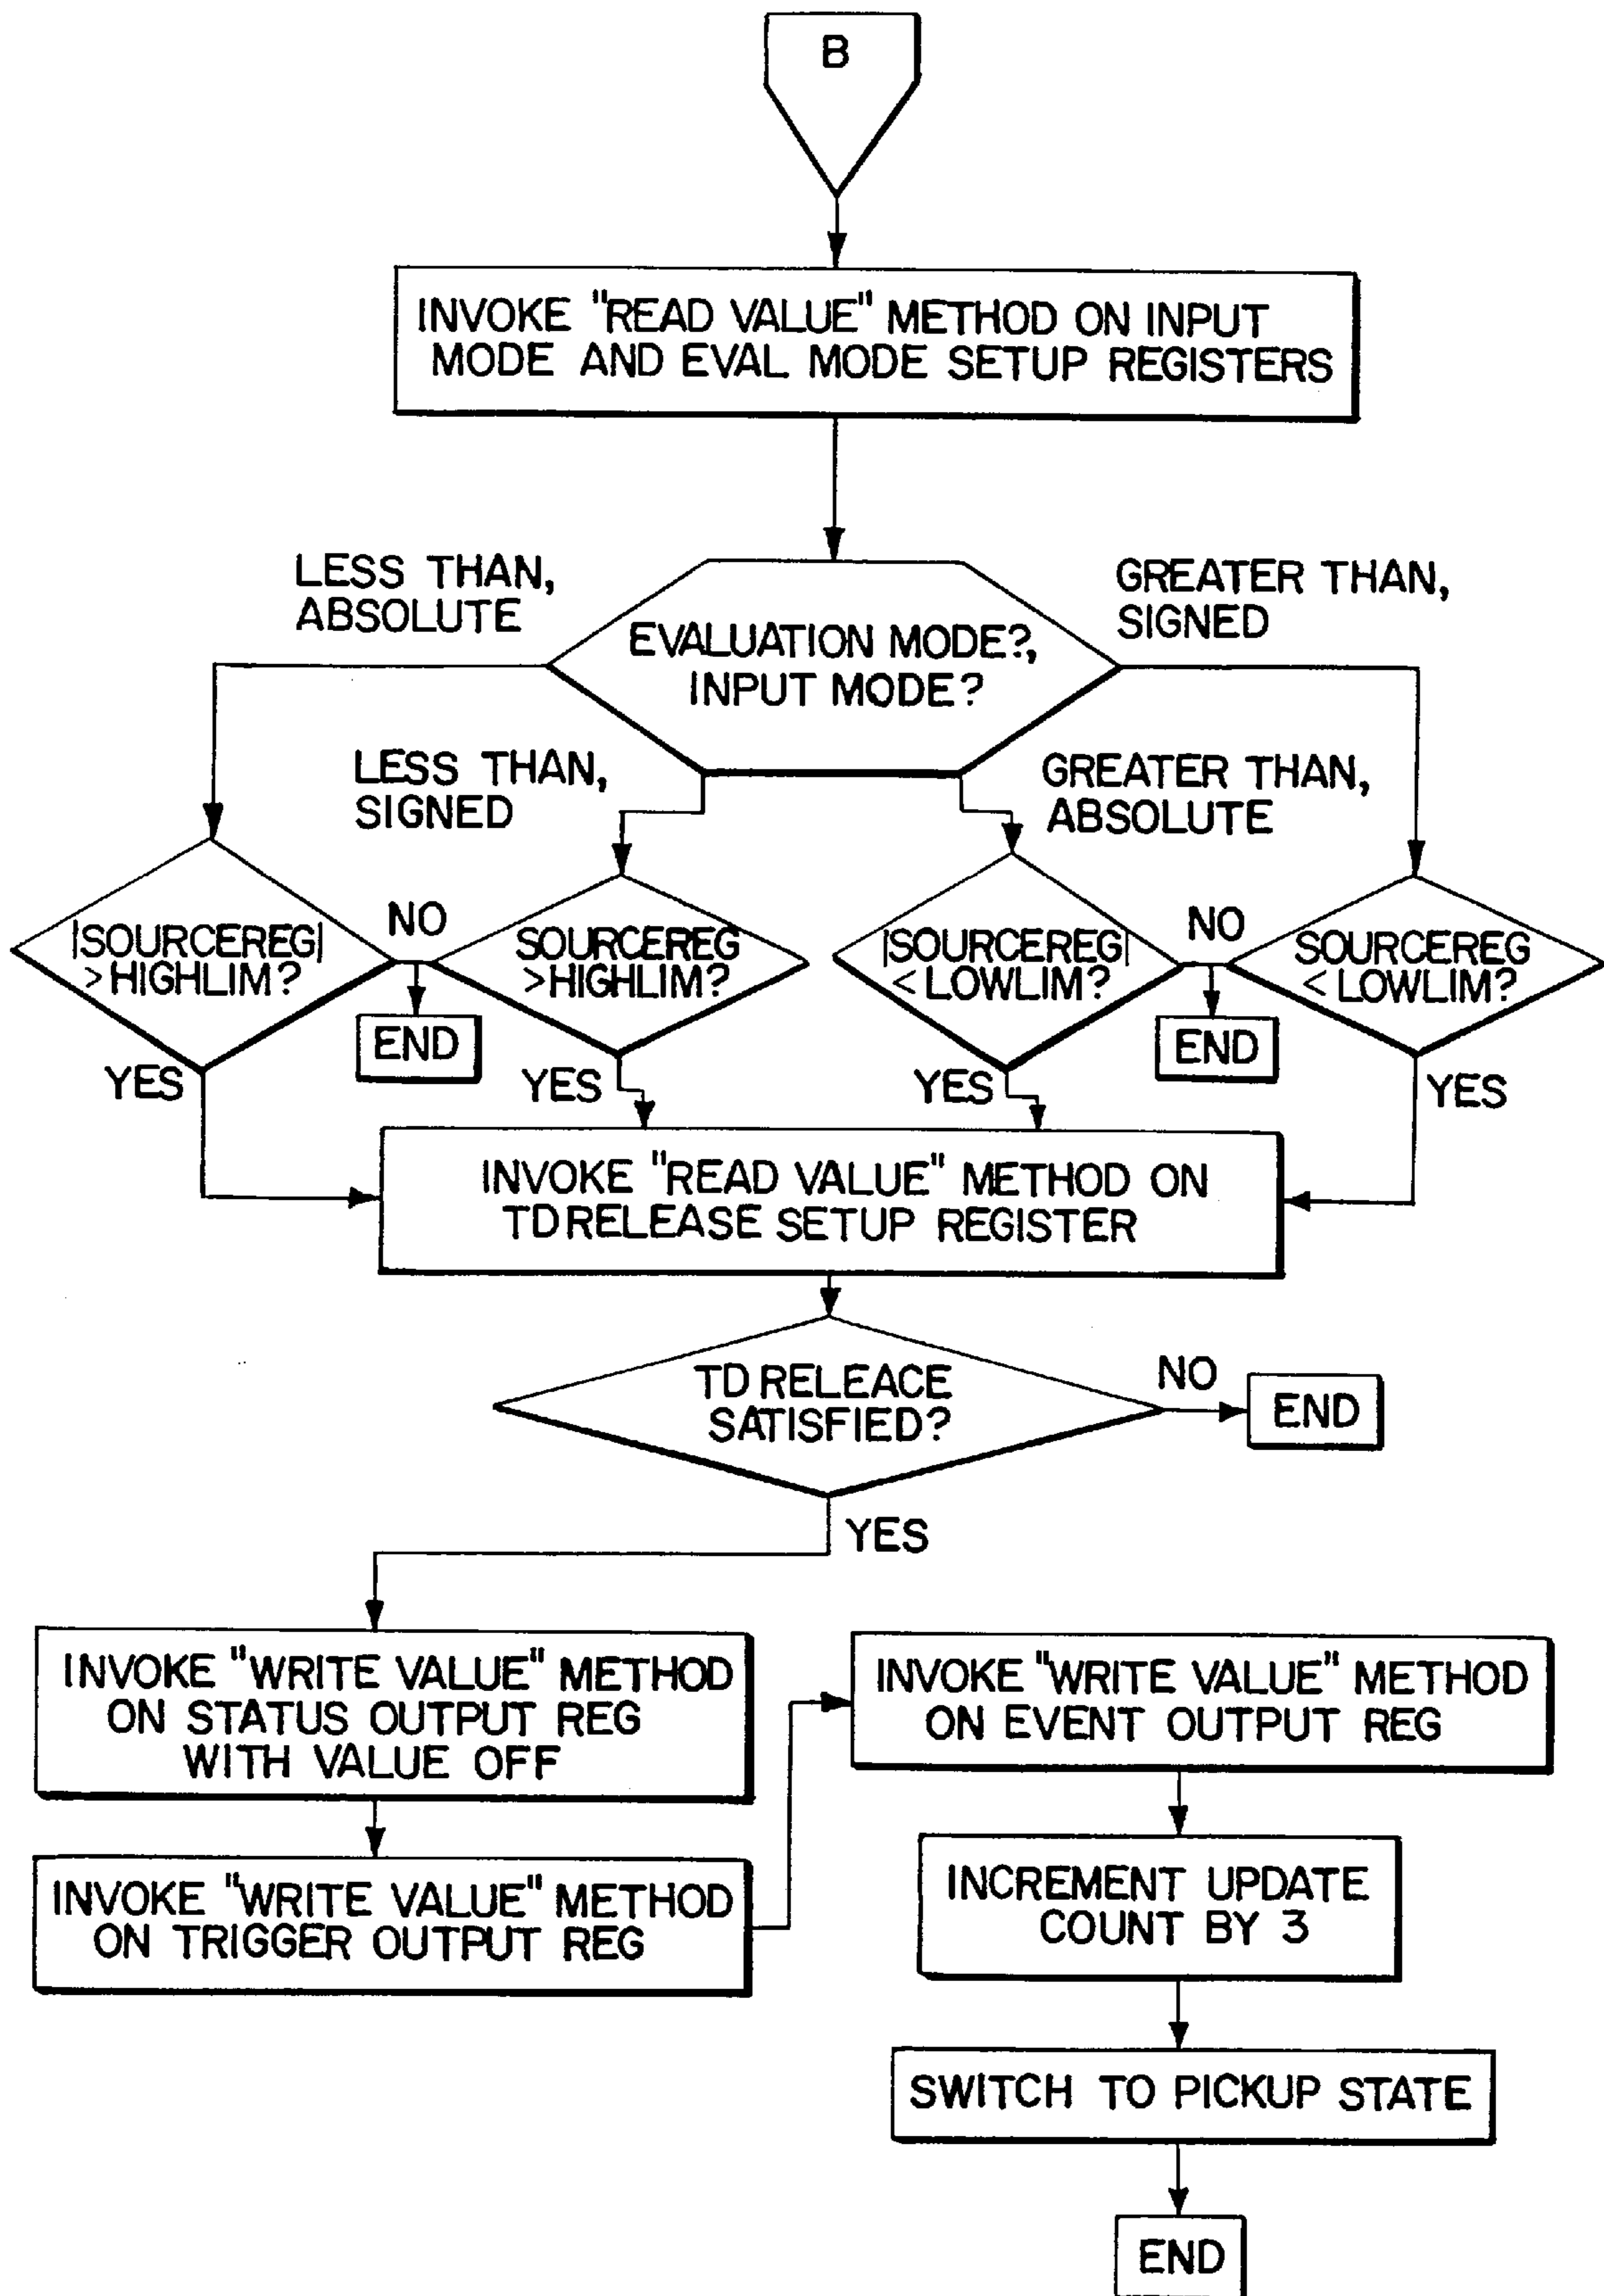 B
INVOKE "READ VALUE" METHOD ON INPUT
MODE AND EVAL MODE SETUP REGISTERS
LESS THAN,
ABSOLUTE
GREATER THAN,
SIGNED
EVALUATION MODE?,
INPUT MODE?
LESS THAN,
SIGNED
GREATER THAN,
ABSOLUTE
|SOURCEREG|
>HIGHLIM?
NO
SOURCEREG
>HIGHLIM?
|SOURCEREG|
< LOWLIM?
NO
SOURCEREG
< LOWLIM?
END
END
YES
YES
YES
YES
INVOKE "READ VALUE" METHOD ON
TD RELEASE SETUP REGISTER
TD RELEACE
SATISFIED?
NO
END
YES
INVOKE "WRITE VALUE" METHOD
ON STATUS OUTPUT REG
WITH VALUE OFF
INVOKE "WRITE VALUE" METHOD
ON EVENT OUTPUT REG
INVOKE "WRITE VALUE" METHOD
ON TRIGGER OUTPUT REG
INCREMENT UPDATE
COUNT BY 3
SWITCH TO PICKUP STATE
END